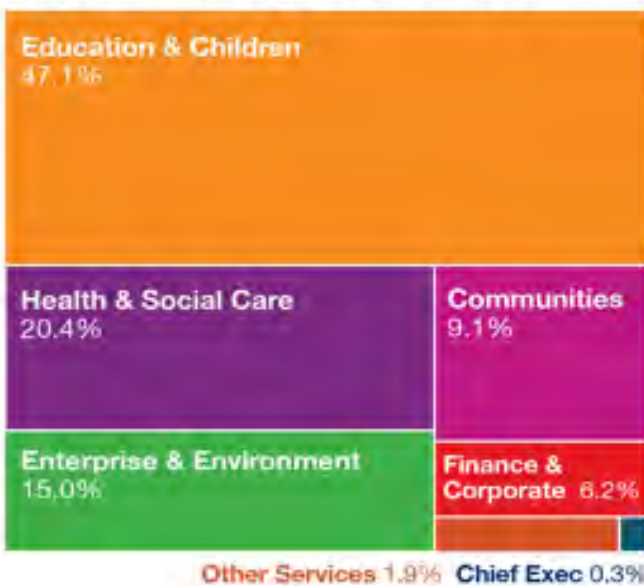 Education & Children
47.1%
Health & Social Care
20.4%
Communities
9.1%
Enterprise & Environment
15.0%
Finance &
Corporate 6.2%
Other Services 1.9% Chief Exec 0.3%